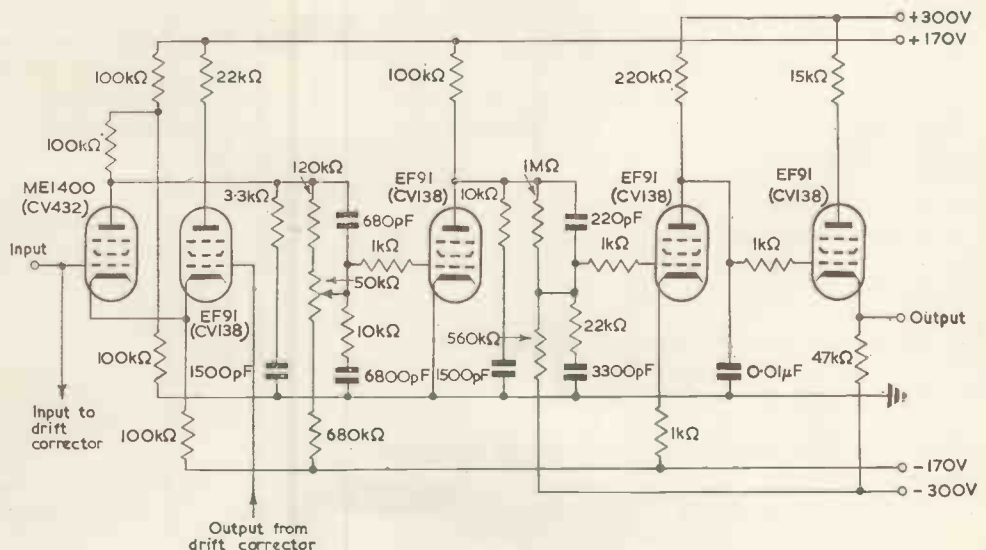 +300V
+170V
100kΩ
22kΩ
100kΩ
220kΩ
15kΩ
100kΩ
120kΩ
1MΩ
ME1400
(CV432)
3·3kΩ
EF91
(CV138)
10kΩ
EF91
(CV138)
EF91
(CV138)
680pF
220pF
Input
1kΩ
1kΩ
1kΩ
50kΩ
EF91
(CV138)
10kΩ
560kΩ
22kΩ
Output
100kΩ
1500pF
6800pF
1500pF
3300pF
0·01μF
47kΩ
Input to
drift
corrector
100kΩ
680kΩ
1kΩ
-170V
-300V
Output from
drift corrector